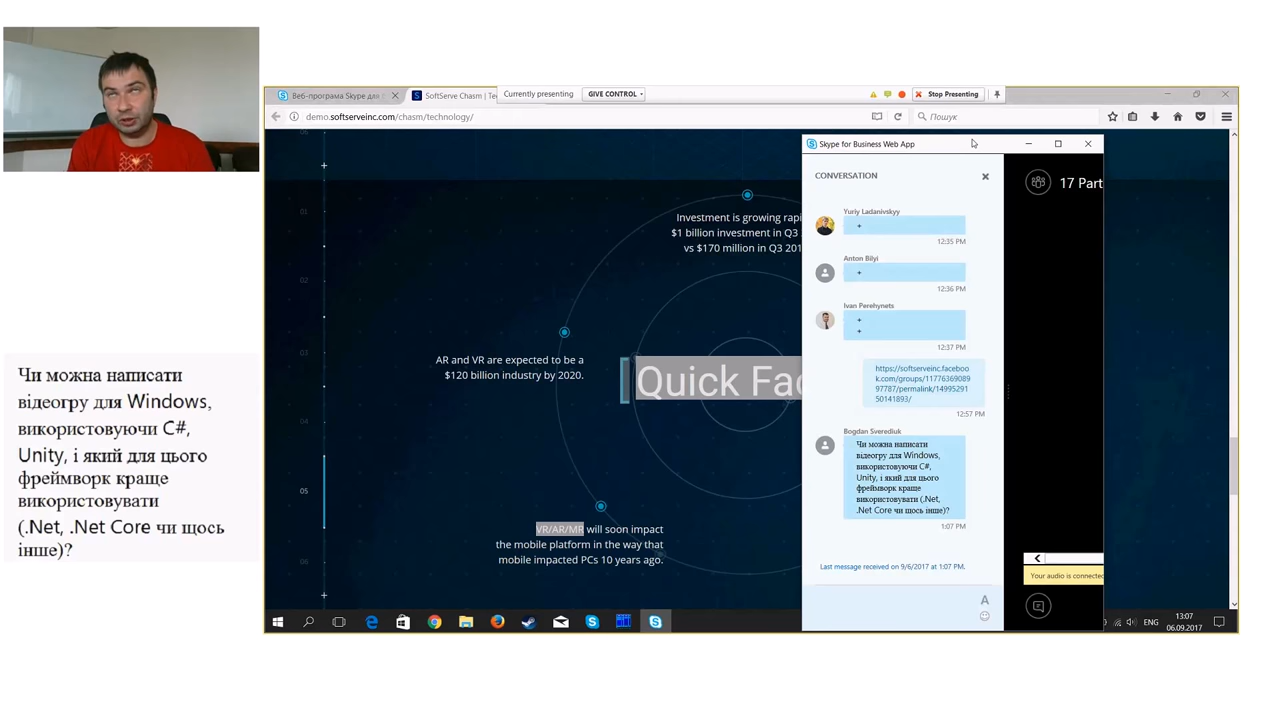 Чи можна написати
відеогру для Windows,
використовуючи C#,
Unity, і який для цього
фреймворк краще
використовувати
(.Net, .Net Core чи щось
інше)?
Веб-програма Skype для
SoftServe Chasm | Tec
Currently presenting
GIVE CONTROL
Stop Presenting
demo.softserveinc.com/chasm/technology/
Пошук
01
02
03
04
05
06
Investment is growing rapi
$1 billion investment in Q3
vs $170 million in Q3 201
AR and VR are expected to be a
$120 billion industry by 2020.
Quick Fac
VR/AR/MR will soon impact
the mobile platform in the way that
mobile impacted PCs 10 years ago.
Skype for Business Web App
CONVERSATION
17 Part
Yuriy Ladanivskyy
+
12:35 PM
Anton Bilyi
+
12:36 PM
Ivan Perehynets
+
+
12:37 PM
https://softserveinc.faceboo
k.com/groups/11776369089
97787/permalink/14995291
50141893/
12:57 PM
Bogdan Sverediuk
Чи можна написати
відеогру для Windows,
використовуючи C#,
Unity, і який для цього
фреймворк краще
використовувати (.Net,
.Net Core чи щось інше)?
1:07 PM
Last message received on 9/6/2017 at 1:07 PM.
A
Your audio is connected
ENG
13:07
06.09.2017